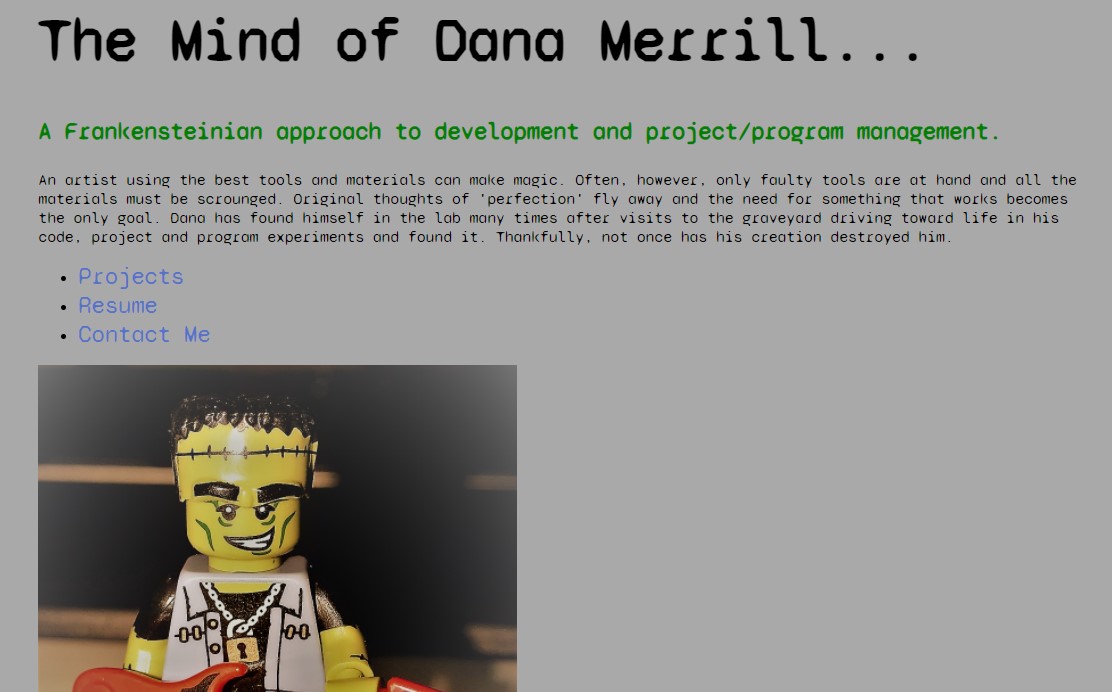 The Mind of Dana Merrill...
A Frankensteinian approach to development and project/program management.
An artist using the best tools and materials can make magic. Often, however, only faulty tools are at hand and all the
materials must be scrounged. Original thoughts of 'perfection' fly away and the need for something that works becomes
the only goal. Dana has found himself in the lab many times after visits to the graveyard driving toward life in his
code, project and program experiments and found it. Thankfully, not once has his creation destroyed him.
Projects
Resume
Contact Me